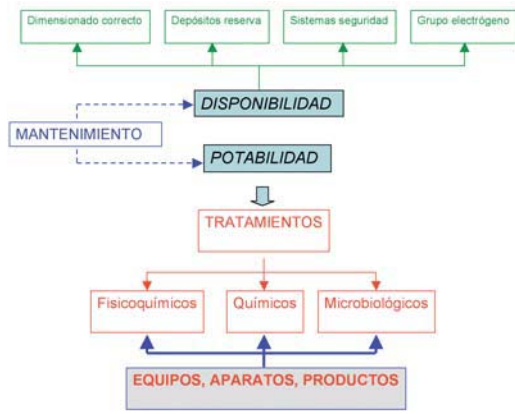 Dimensionado correcto
Depósitos reserva
Sistemas seguridad
Grupo electrógeno
DISPONIBILIDAD
MANTENIMIENTO
POTABILIDAD
TRATAMIENTOS
Fisicoquímicos
Químicos
Microbiológicos
EQUIPOS, APARATOS, PRODUCTOS